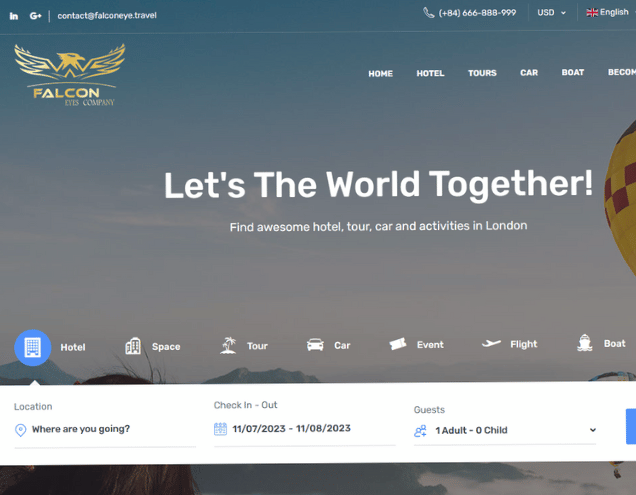 in G+ contact@falconeye.travel (+84) 666-888-999 USD English
FALCON
EYES COMPANY
HOME HOTEL TOURS CAR BOAT BECOM
Let's The World Together!
Find awesome hotel, tour, car and activities in London
Hotel Space Tour Car Event Flight Boat
Location Check In - Out Guests
Where are you going? 11/07/2023 - 11/08/2023 1 Adult - 0 Child